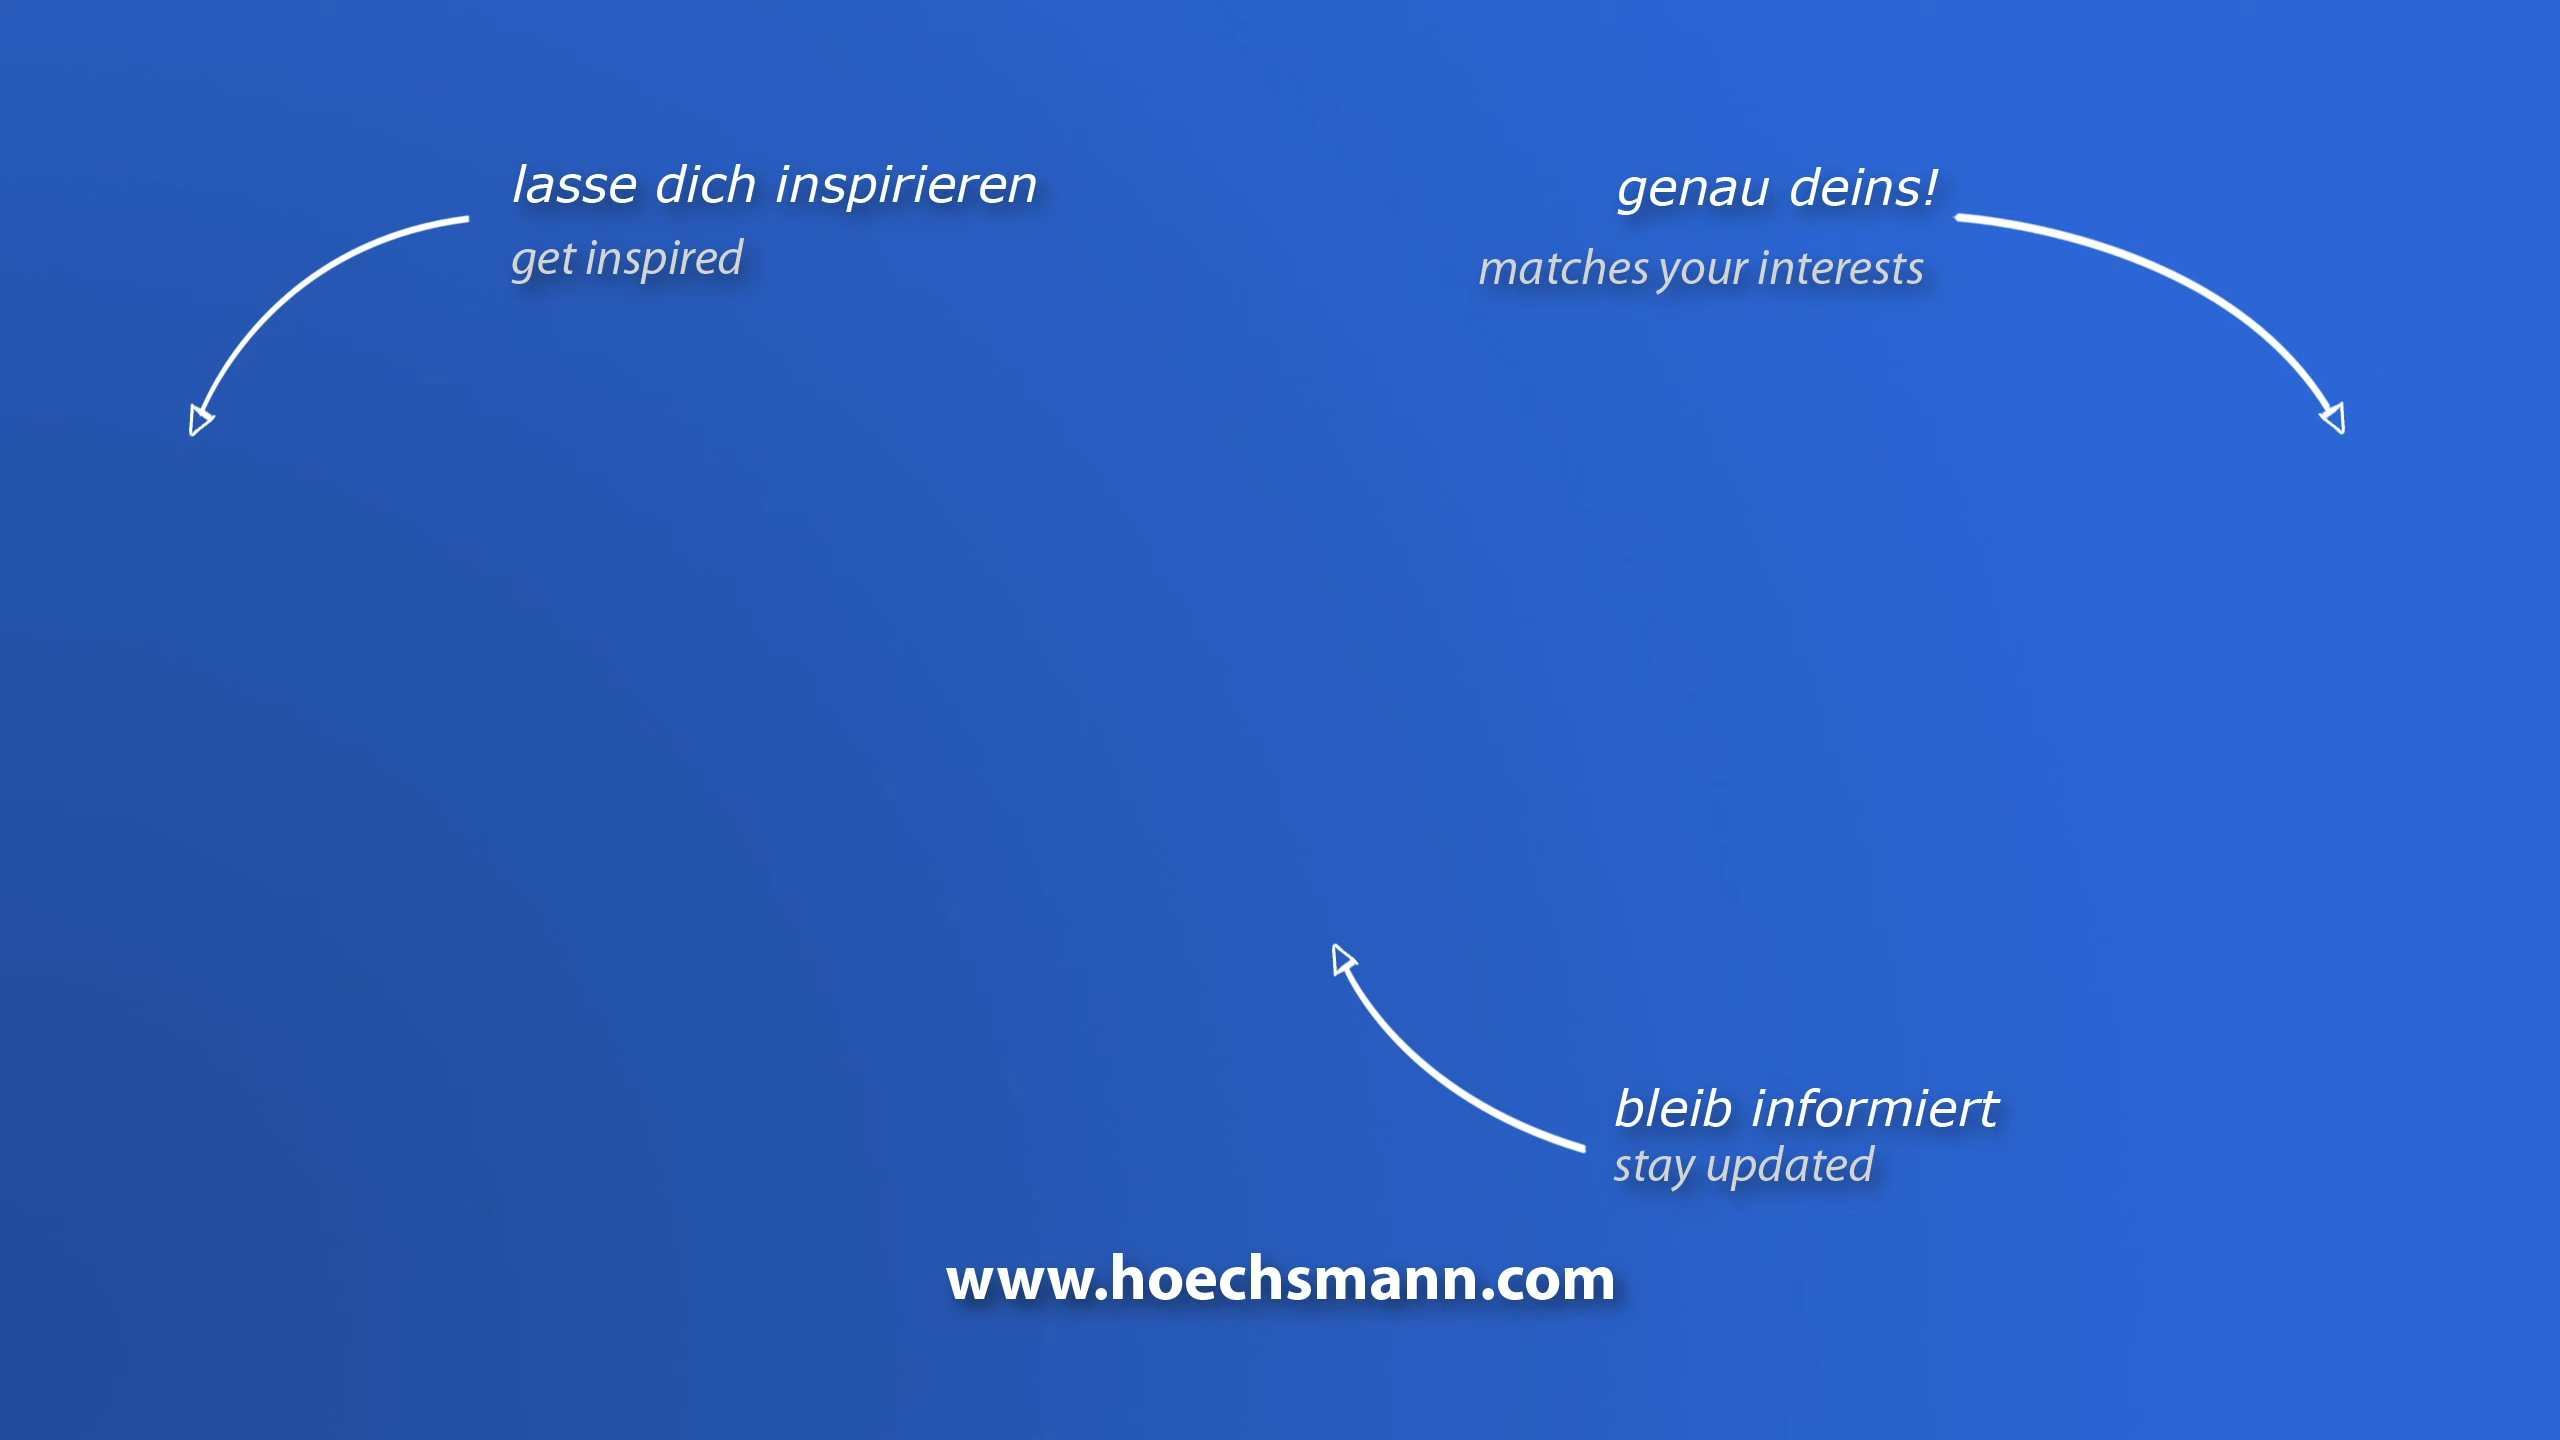 lasse dich inspirieren
get inspired
genau deins!
matches your interests
bleib informiert
stay updated
www.hoechsmann.com